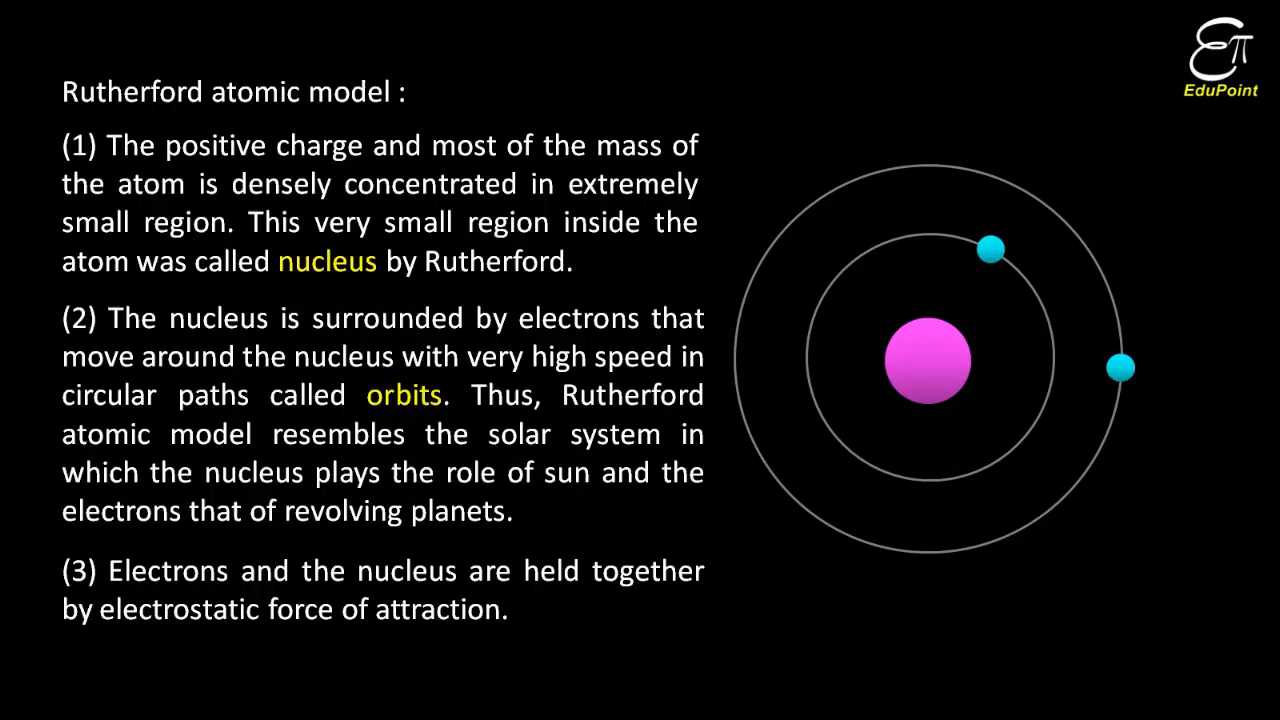 Rutherford atomic model :
(1) The positive charge and most of the mass of
the atom is densely concentrated in extremely
small region. This very small region inside the
atom was called nucleus by Rutherford.
(2) The nucleus is surrounded by electrons that
move around the nucleus with very high speed in
circular paths called orbits. Thus, Rutherford
atomic model resembles the solar system in
which the nucleus plays the role of sun and the
electrons that of revolving planets.
(3) Electrons and the nucleus are held together
by electrostatic force of attraction.
επ
EduPoint